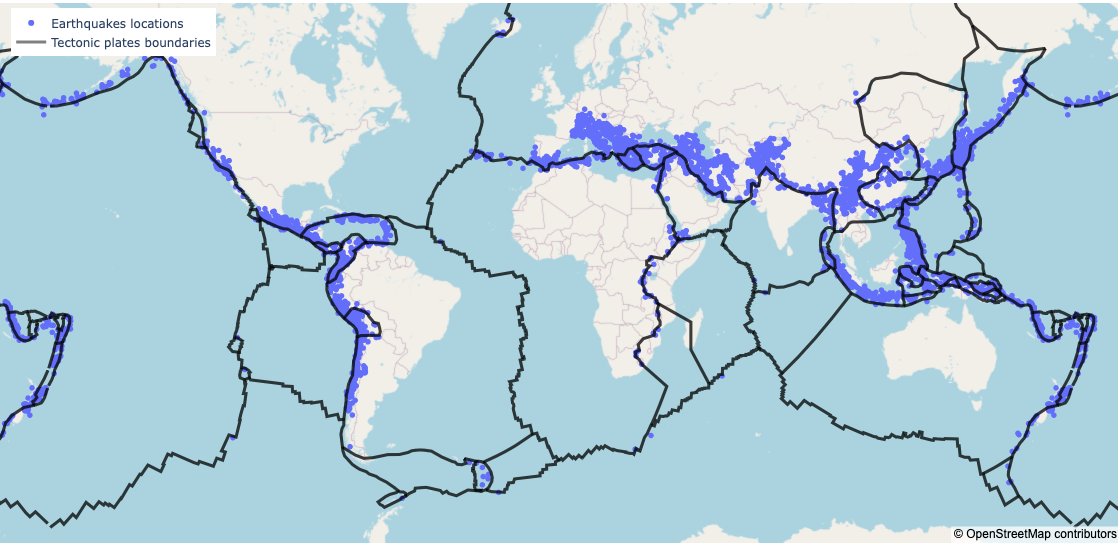 Earthquakes locations
Tectonic plates boundaries
© OpenStreetMap contributors